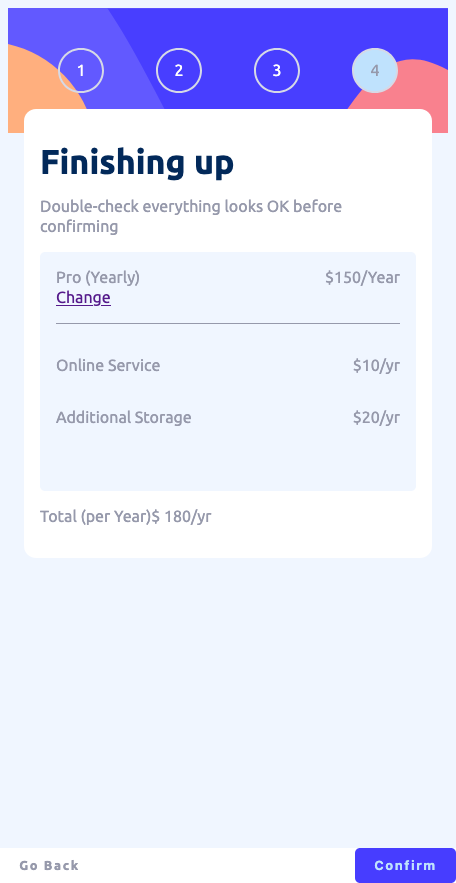 1 2 3 4
Finishing up
Double-check everything looks OK before
confirming
Pro (Yearly) $150/Year
Change
Online Service $10/yr
Additional Storage $20/yr
Total (per Year)$ 180/yr
Go Back Confirm